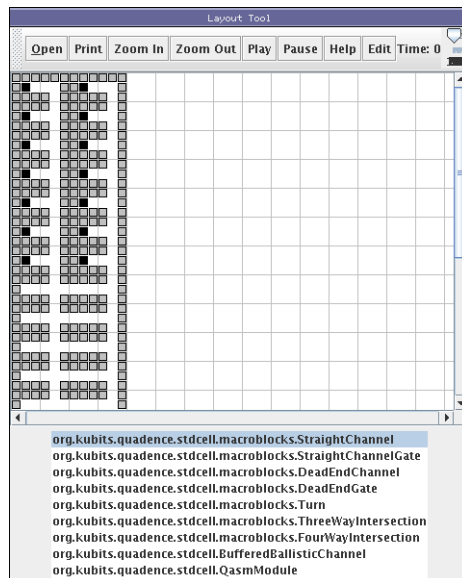 Layout Tool
Open Print Zoom In Zoom Out Play Pause Help Edit Time: 0
org.kubits.quadence.stdcell.macroblocks.StraightChannel
org.kubits.quadence.stdcell.macroblocks.StraightChannelGate
org.kubits.quadence.stdcell.macroblocks.DeadEndChannel
org.kubits.quadence.stdcell.macroblocks.DeadEndGate
org.kubits.quadence.stdcell.macroblocks.Turn
org.kubits.quadence.stdcell.macroblocks.ThreeWayIntersection
org.kubits.quadence.stdcell.macroblocks.FourWayIntersection
org.kubits.quadence.stdcell.BufferedBallisticChannel
org.kubits.quadence.stdcell.QasmModule